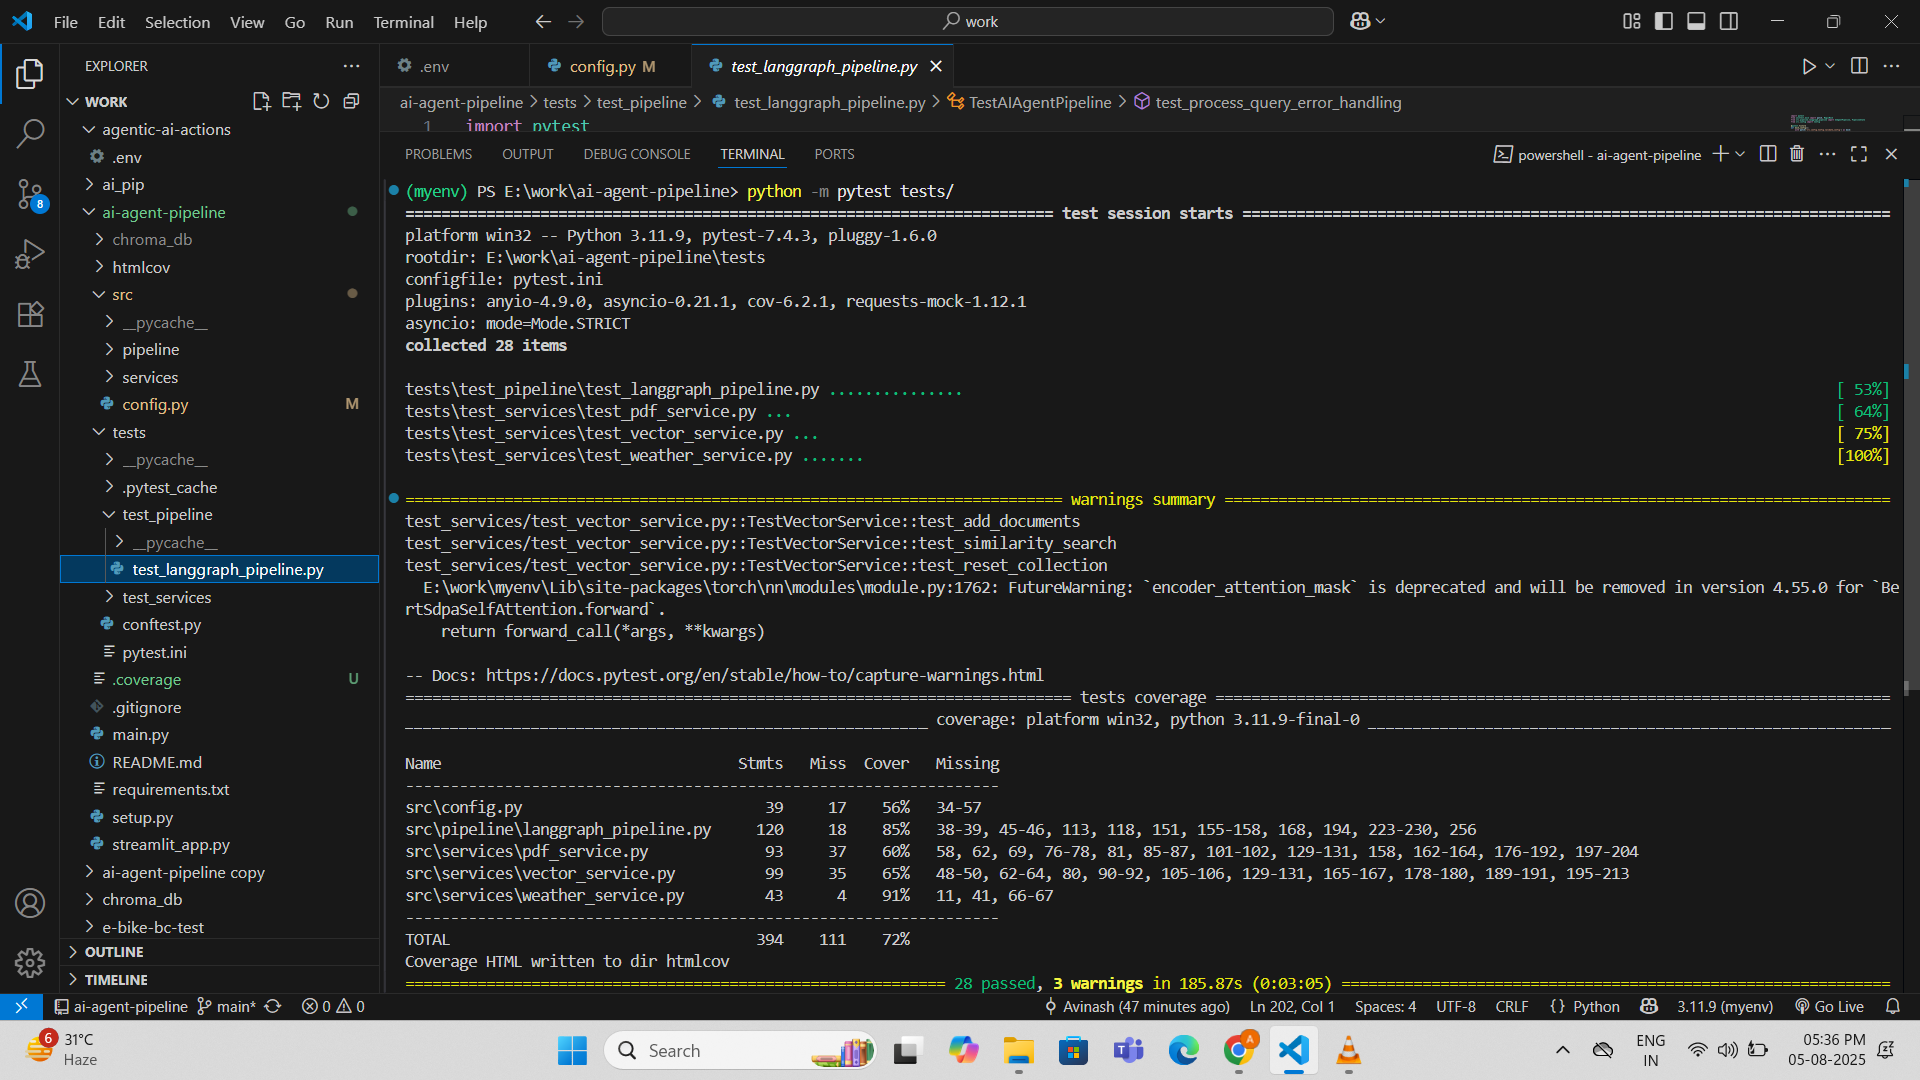 File Edit Selection View Go Run Terminal Help
work
EXPLORER
WORK
agentic-ai-actions
.env
ai_pip
ai-agent-pipeline
chroma_db
htmlcov
src
__pycache__
pipeline
services
config.py M
tests
__pycache__
.pytest_cache
test_pipeline
__pycache__
test_langgraph_pipeline.py
test_services
conftest.py
pytest.ini
.coverage U
.gitignore
main.py
README.md
requirements.txt
setup.py
streamlit_app.py
ai-agent-pipeline copy
chroma_db
e-bike-bc-test
OUTLINE
TIMELINE
8
.env config.py M test_langgraph_pipeline.py
ai-agent-pipeline > tests > test_pipeline > test_langgraph_pipeline.py > TestAIAgentPipeline > test_process_query_error_handling
1 import pytest
PROBLEMS OUTPUT DEBUG CONSOLE TERMINAL PORTS
powershell - ai-agent-pipeline
(myenv) PS E:\work\ai-agent-pipeline> python -m pytest tests/
======================================================================== test session starts ========================================================================
platform win32 -- Python 3.11.9, pytest-7.4.3, pluggy-1.6.0
rootdir: E:\work\ai-agent-pipeline\tests
configfile: pytest.ini
plugins: anyio-4.9.0, asyncio-0.21.1, cov-6.2.1, requests-mock-1.12.1
asyncio: mode=Mode.STRICT
collected 28 items
tests\test_pipeline\test_langgraph_pipeline.py ............... [ 53%]
tests\test_services\test_pdf_service.py ... [ 64%]
tests\test_services\test_vector_service.py ... [ 75%]
tests\test_services\test_weather_service.py ....... [100%]
========================================================================= warnings summary ==========================================================================
test_services/test_vector_service.py::TestVectorService::test_add_documents
test_services/test_vector_service.py::TestVectorService::test_similarity_search
test_services/test_vector_service.py::TestVectorService::test_reset_collection
E:\work\myenv\Lib\site-packages\torch\nn\modules\module.py:1762: FutureWarning: `encoder_attention_mask` is deprecated and will be removed in version 4.55.0 for `Be
rtSdpaSelfAttention.forward`.
return forward_call(*args, **kwargs)
-- Docs: https://docs.pytest.org/en/stable/how-to/capture-warnings.html
========================================================================== tests coverage ===========================================================================
__________________________________________________________ coverage: platform win32, python 3.11.9-final-0 __________________________________________________________
Name Stmts Miss Cover Missing
------------------------------------------------------------------
src\config.py 39 17 56% 34-57
src\pipeline\langgraph_pipeline.py 120 18 85% 38-39, 45-46, 113, 118, 151, 155-158, 168, 194, 223-230, 256
src\services\pdf_service.py 93 37 60% 58, 62, 69, 76-78, 81, 85-87, 101-102, 129-131, 158, 162-164, 176-192, 197-204
src\services\vector_service.py 99 35 65% 48-50, 62-64, 80, 90-92, 105-106, 129-131, 165-167, 178-180, 189-191, 195-213
src\services\weather_service.py 43 4 91% 11, 41, 66-67
------------------------------------------------------------------
TOTAL 394 111 72%
Coverage HTML written to dir htmlcov
============================================================ 28 passed, 3 warnings in 185.87s (0:03:05) =============================================================
ai-agent-pipeline main* 0 0 Avinash (47 minutes ago) Ln 202, Col 1 Spaces: 4 UTF-8 CRLF {} Python 3.11.9 (myenv) Go Live
6
31°C
Haze
Search
A
ENG
IN
05:36 PM
05-08-2025